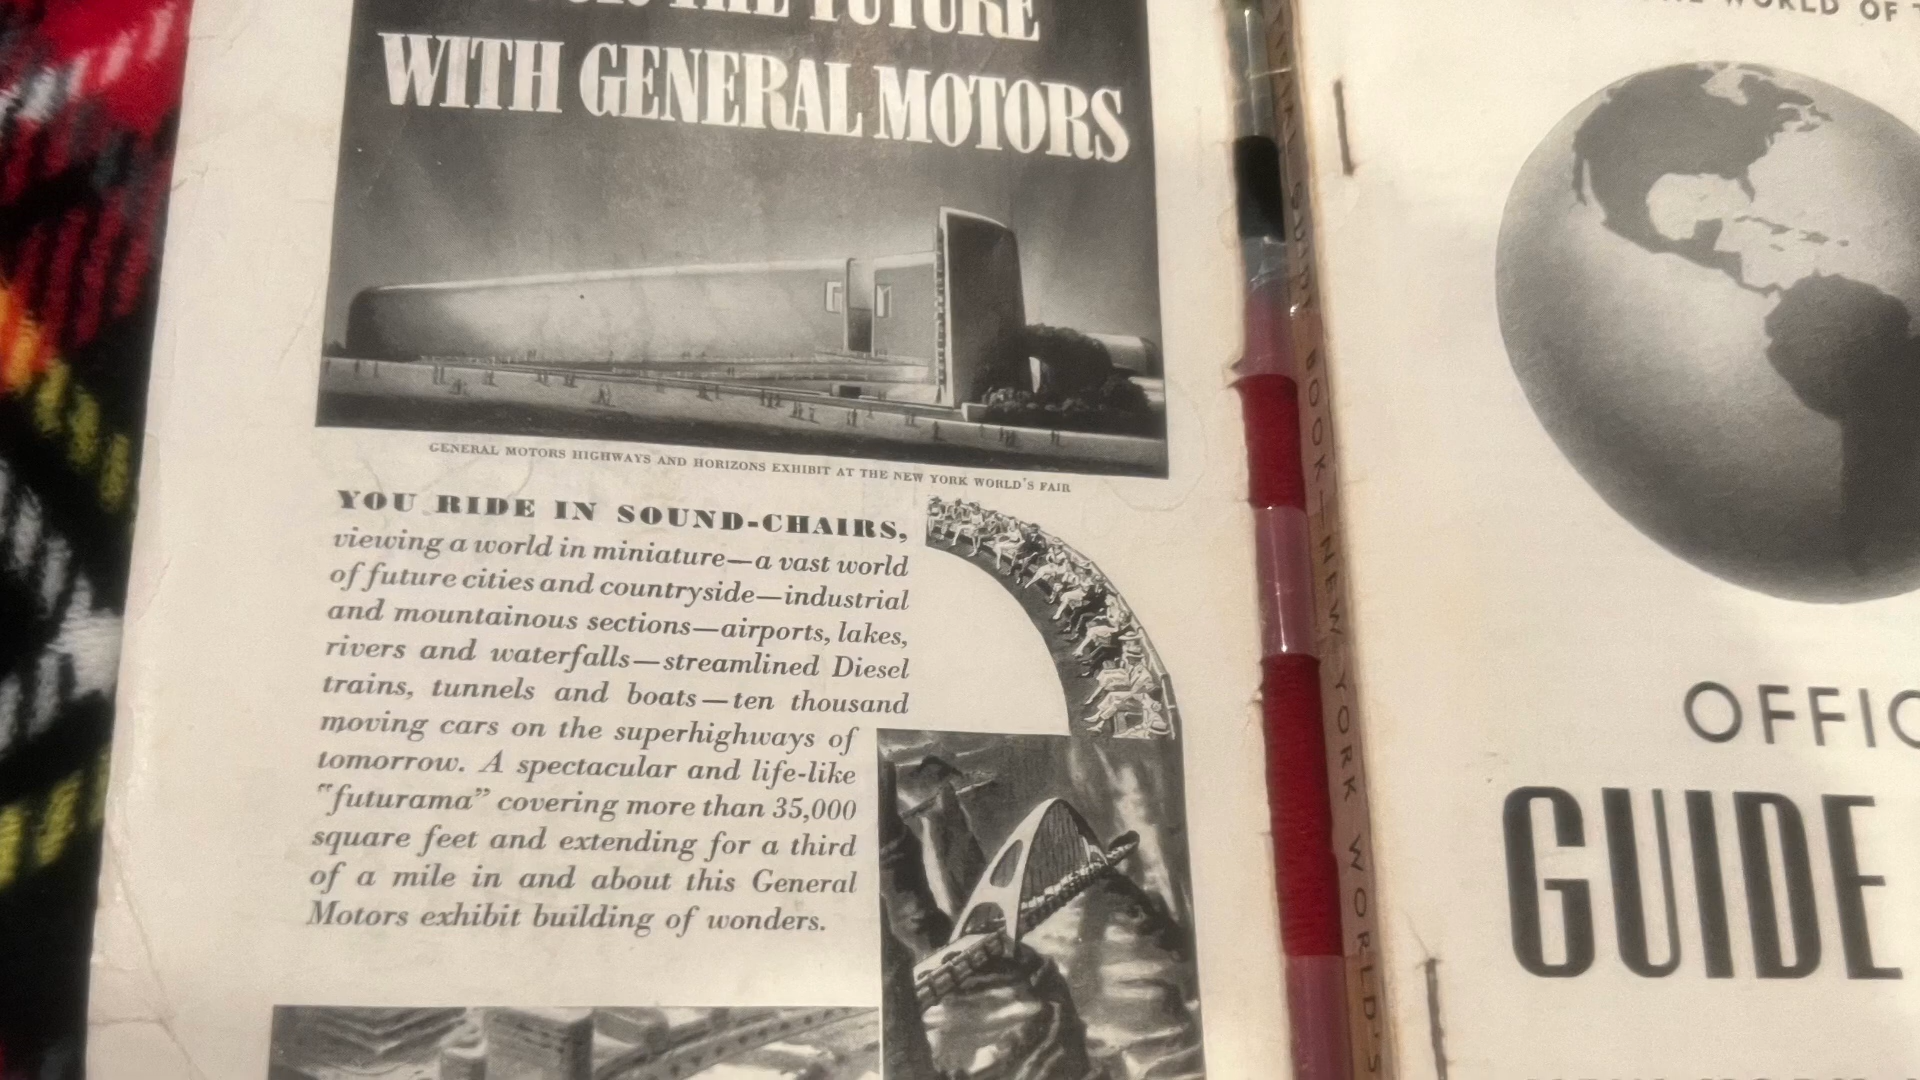 THE FUTURE
WITH GENERAL MOTORS
G M
GENERAL MOTORS HIGHWAYS AND HORIZONS EXHIBIT AT THE NEW YORK WORLD'S FAIR
YOU RIDE IN SOUND-CHAIRS,
viewing a world in miniature—a vast world
of future cities and countryside—industrial
and mountainous sections—airports, lakes,
rivers and waterfalls—streamlined Diesel
trains, tunnels and boats—ten thousand
moving cars on the superhighways of
tomorrow. A spectacular and life-like
"futurama" covering more than 35,000
square feet and extending for a third
of a mile in and about this General
Motors exhibit building of wonders.
BOOK—NEW YORK WORLD'S
WORLD OF
OFFIC
GUIDE